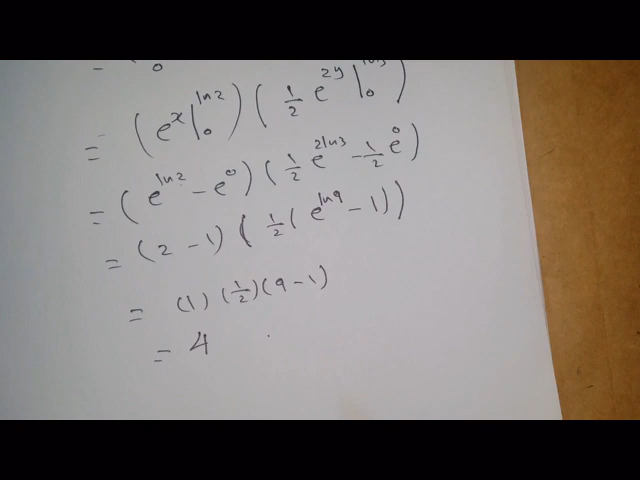 = ( 0
= (e^x|_0^ln2) (1/2 e^2y|_0^ln3)
= (e^ln2 - e^0) (1/2 e^2ln3 - 1/2 e^0)
= (2 - 1) (1/2 (e^ln9 - 1))
= (1) (1/2) (9 - 1)
= 4